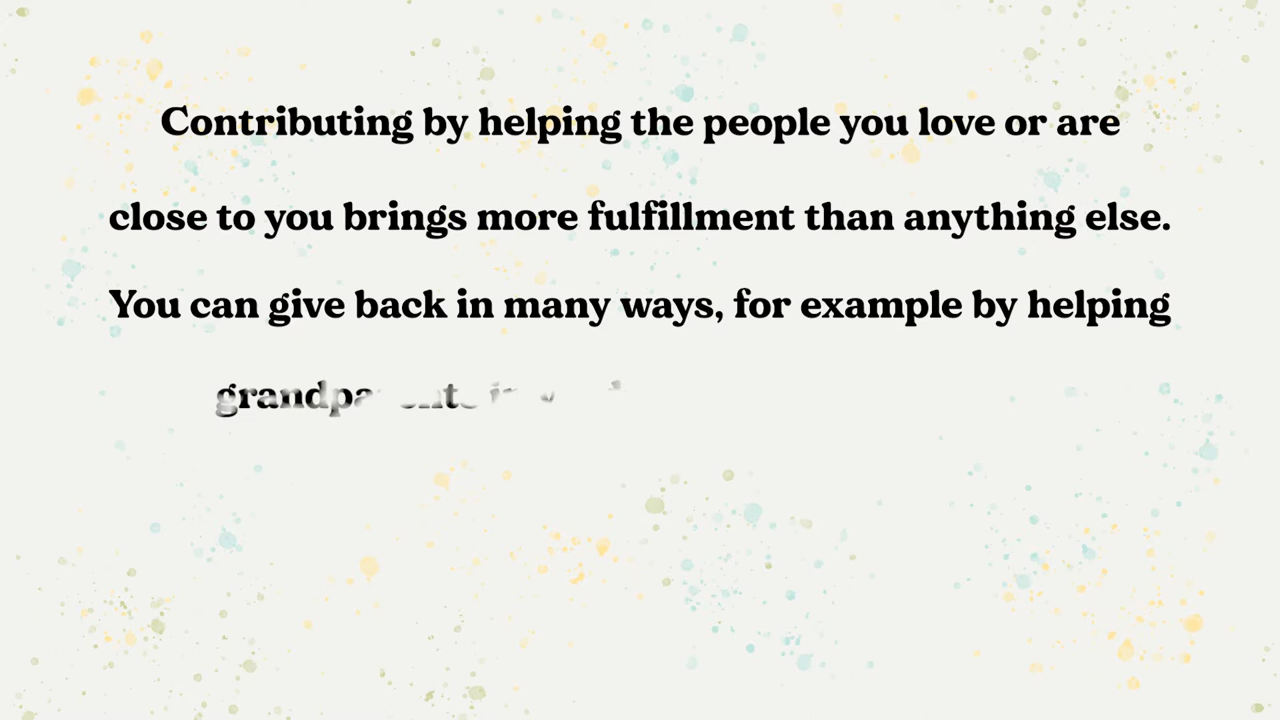 Contributing by helping the people you love or are
close to you brings more fulfillment than anything else.
You can give back in many ways, for example by helping
grandparents